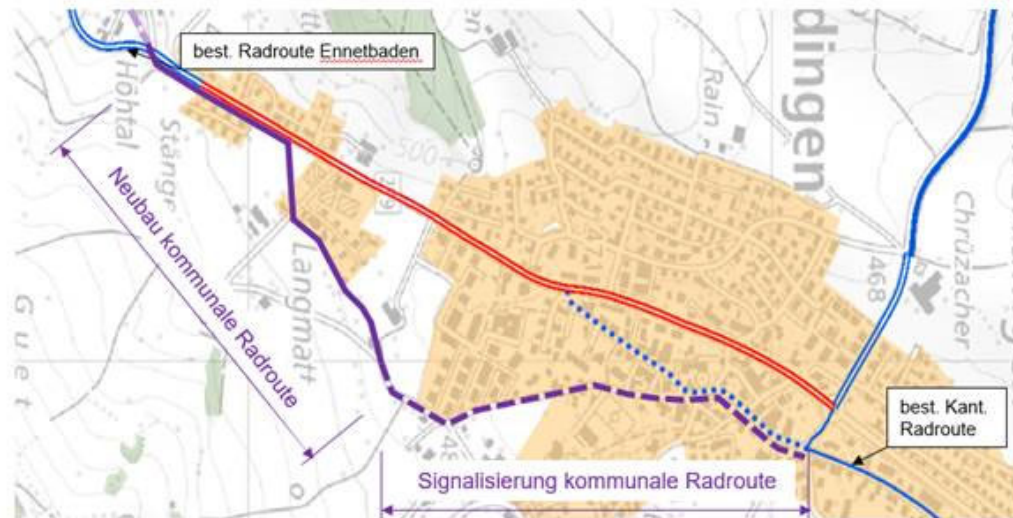 best. Radroute Ennetbaden
Höhtal
Stänge
Rain
dingen
500
Neubau kommunale Radroute
Langmatt
Chrüzacher
468
Guet
best. Kant.
Radroute
Signalisierung kommunale Radroute